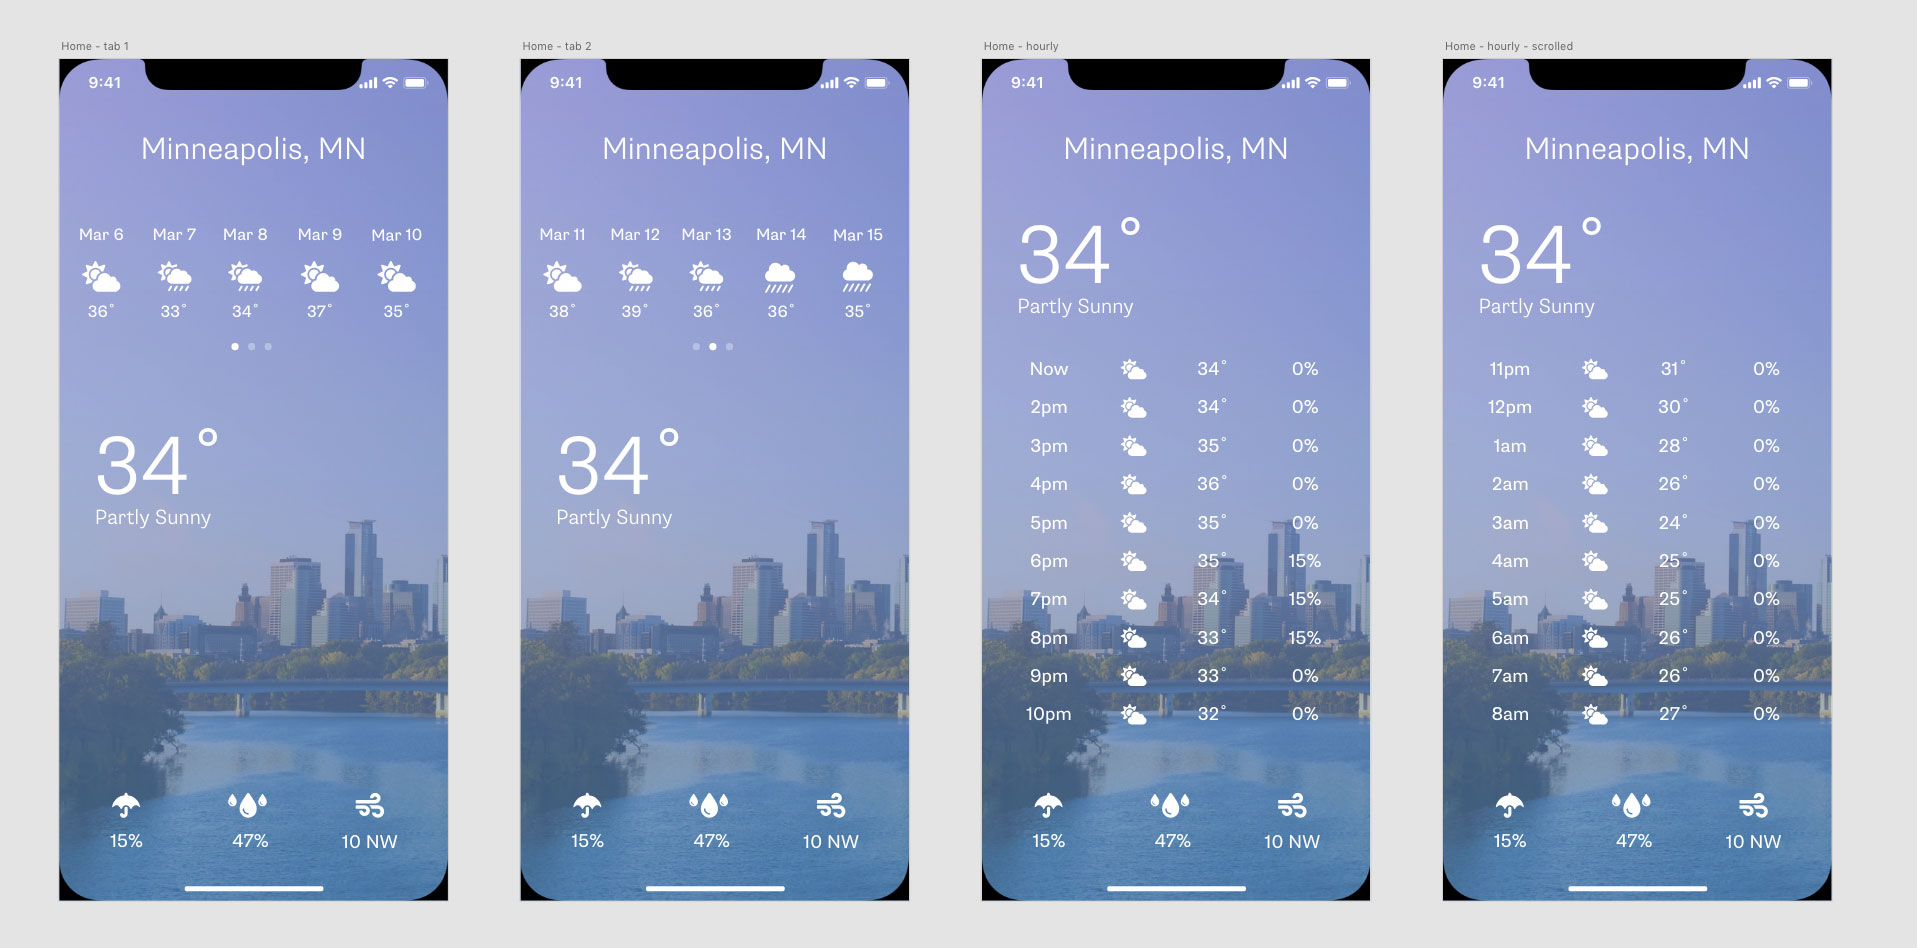 Home - tab 1
9:41
Minneapolis, MN
Mar 6 Mar 7 Mar 8 Mar 9 Mar 10
36° 33° 34° 37° 35°
34°
Partly Sunny
15% 47% 10 NW
Home - tab 2
9:41
Minneapolis, MN
Mar 11 Mar 12 Mar 13 Mar 14 Mar 15
38° 39° 36° 36° 35°
34°
Partly Sunny
15% 47% 10 NW
Home - hourly
9:41
Minneapolis, MN
34°
Partly Sunny
Now 34° 0%
2pm 34° 0%
3pm 35° 0%
4pm 36° 0%
5pm 35° 0%
6pm 35° 15%
7pm 34° 15%
8pm 33° 15%
9pm 33° 0%
10pm 32° 0%
15% 47% 10 NW
Home - hourly - scrolled
9:41
Minneapolis, MN
34°
Partly Sunny
11pm 31° 0%
12pm 30° 0%
1am 28° 0%
2am 26° 0%
3am 24° 0%
4am 25° 0%
5am 25° 0%
6am 26° 0%
7am 26° 0%
8am 27° 0%
15% 47% 10 NW